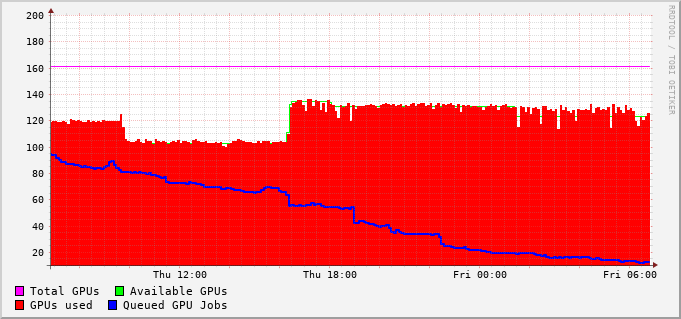 200
180
160
140
120
100
80
60
40
20
Thu 12:00 Thu 18:00 Fri 00:00 Fri 06:00
Total GPUs Available GPUs
GPUs used Queued GPU Jobs
RRDTOOL / TOBI OETIKER